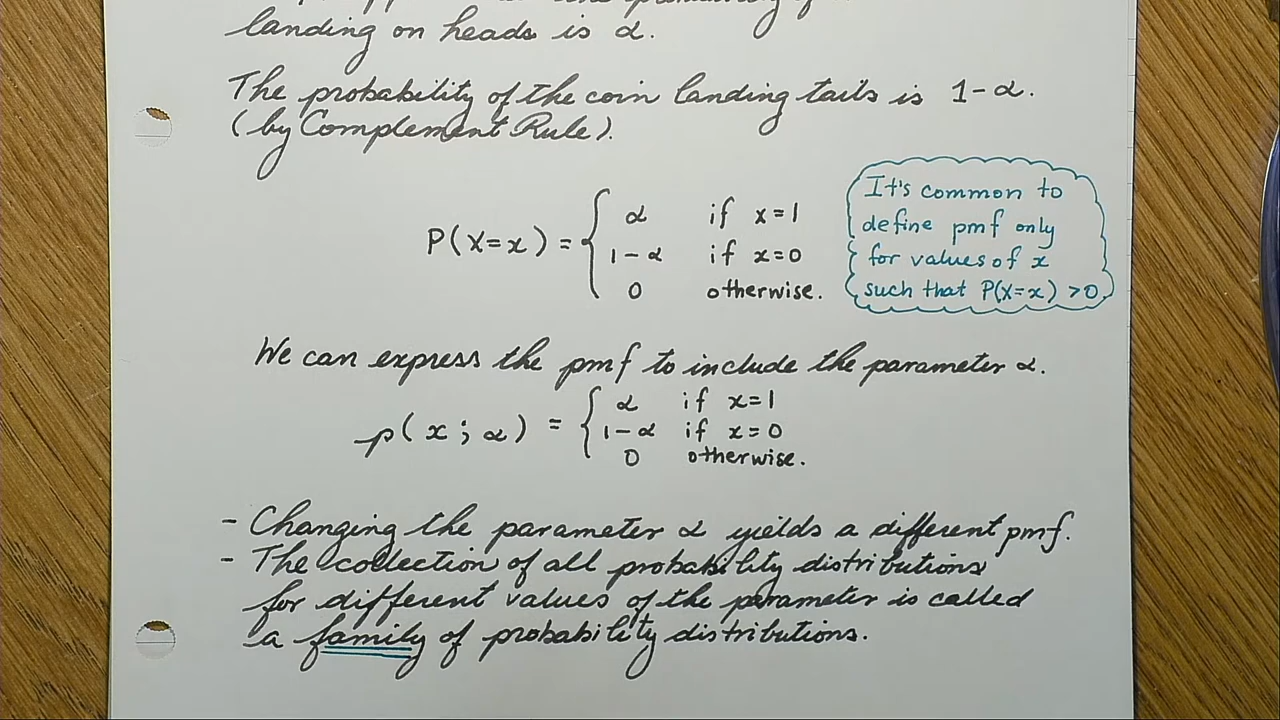 landing on heads is α.
The probability of the coin landing tails is 1-α.
(by Complement Rule).
It's common to
define pmf only
for values of x
such that P(X=x) >0
P(X=x) = { α if x=1
1-α if x=0
0 otherwise.
We can express the pmf to include the parameter α.
p(x;α) = { α if x=1
1-α if x=0
0 otherwise.
- Changing the parameter α yields a different pmf.
- The collection of all probability distributions
for different values of the parameter is called
a family of probability distributions.